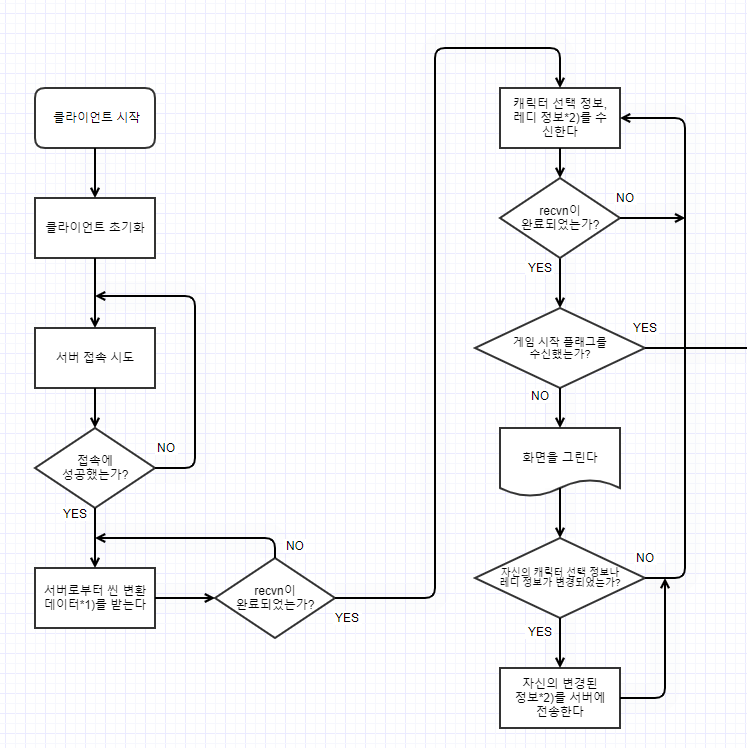 클라이언트 시작
클라이언트 초기화
서버 접속 시도
접속에
성공했는가?
NO
YES
서버로부터 씬 변환
데이터*1)를 받는다
recvn이
완료되었는가?
NO
YES
캐릭터 선택 정보,
레디 정보*2)를 수
신한다
recvn이
완료되었는가?
NO
YES
게임 시작 플래그를
수신했는가?
YES
NO
화면을 그린다
자신의 캐릭터 선택 정보나
레디 정보가 변경되었는가?
NO
YES
자신의 변경된
정보*2)를 서버에
전송한다